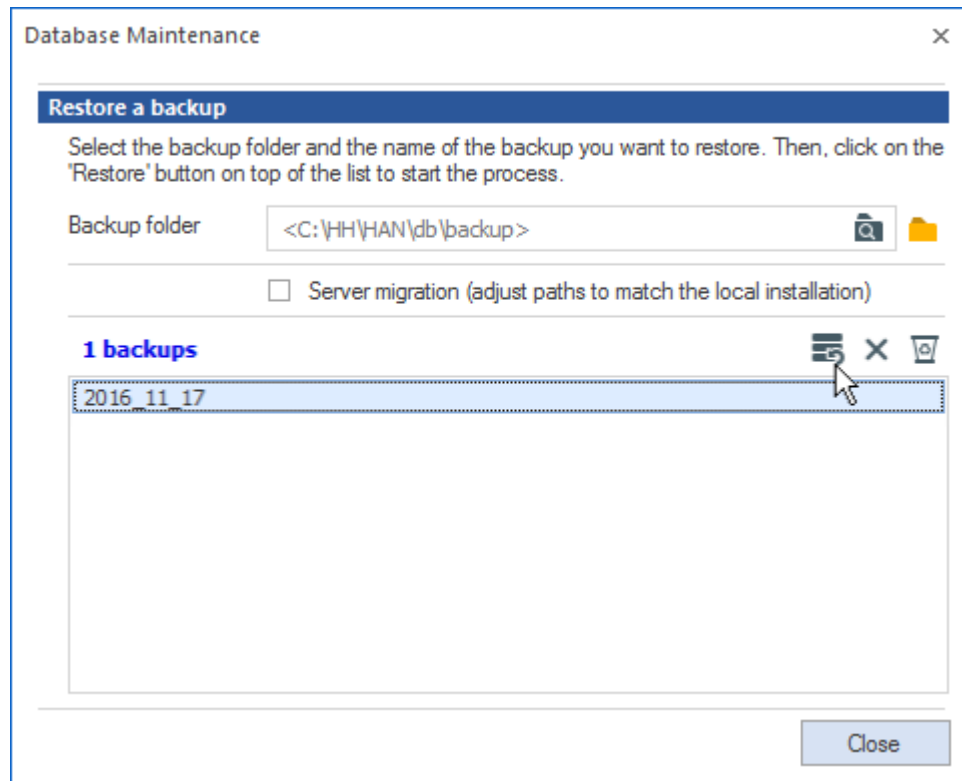 Database Maintenance
Restore a backup
Select the backup folder and the name of the backup you want to restore. Then, click on the
'Restore' button on top of the list to start the process.
Backup folder
<C:\HH\HAN\db\backup>
Server migration (adjust paths to match the local installation)
1 backups
2016_11_17
Close